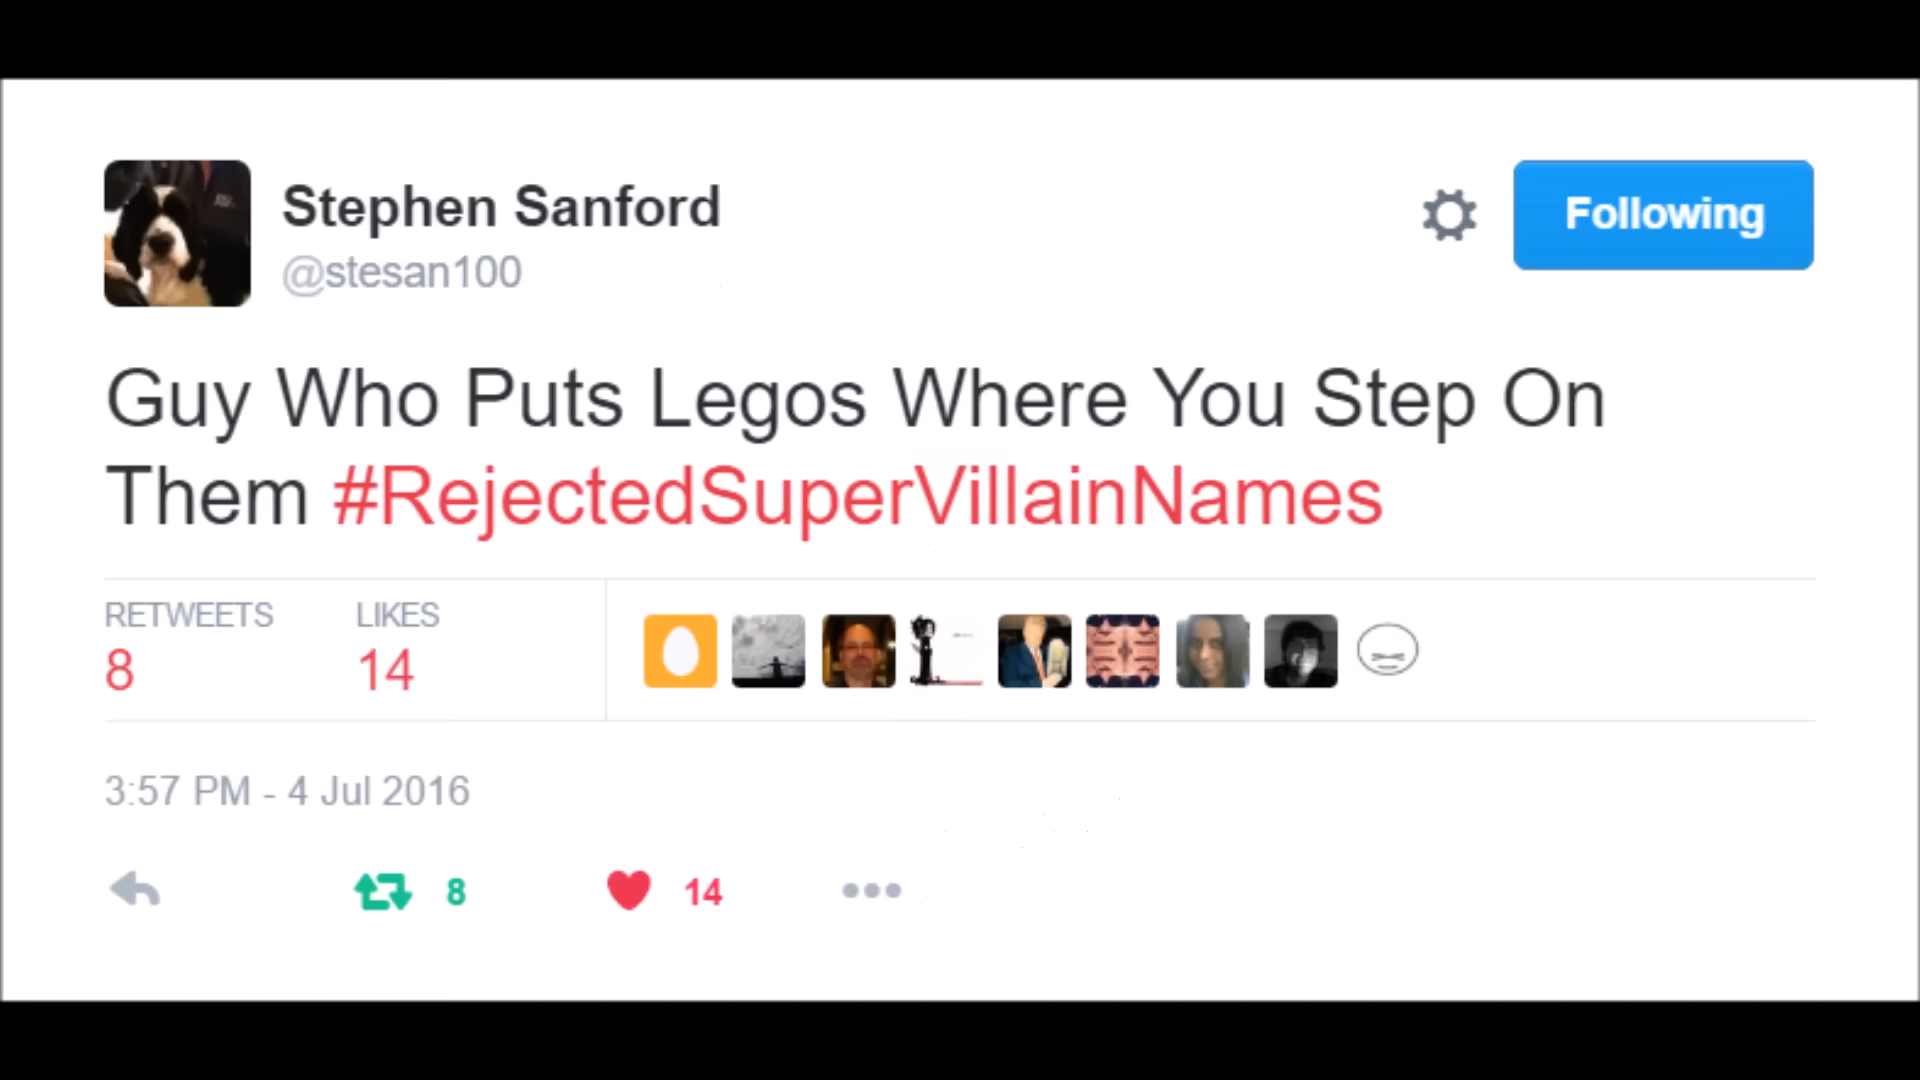 Stephen Sanford
@stesan100
Following
Guy Who Puts Legos Where You Step On
Them #RejectedSuperVillainNames
RETWEETS LIKES
8 14
3:57 PM - 4 Jul 2016
8 14